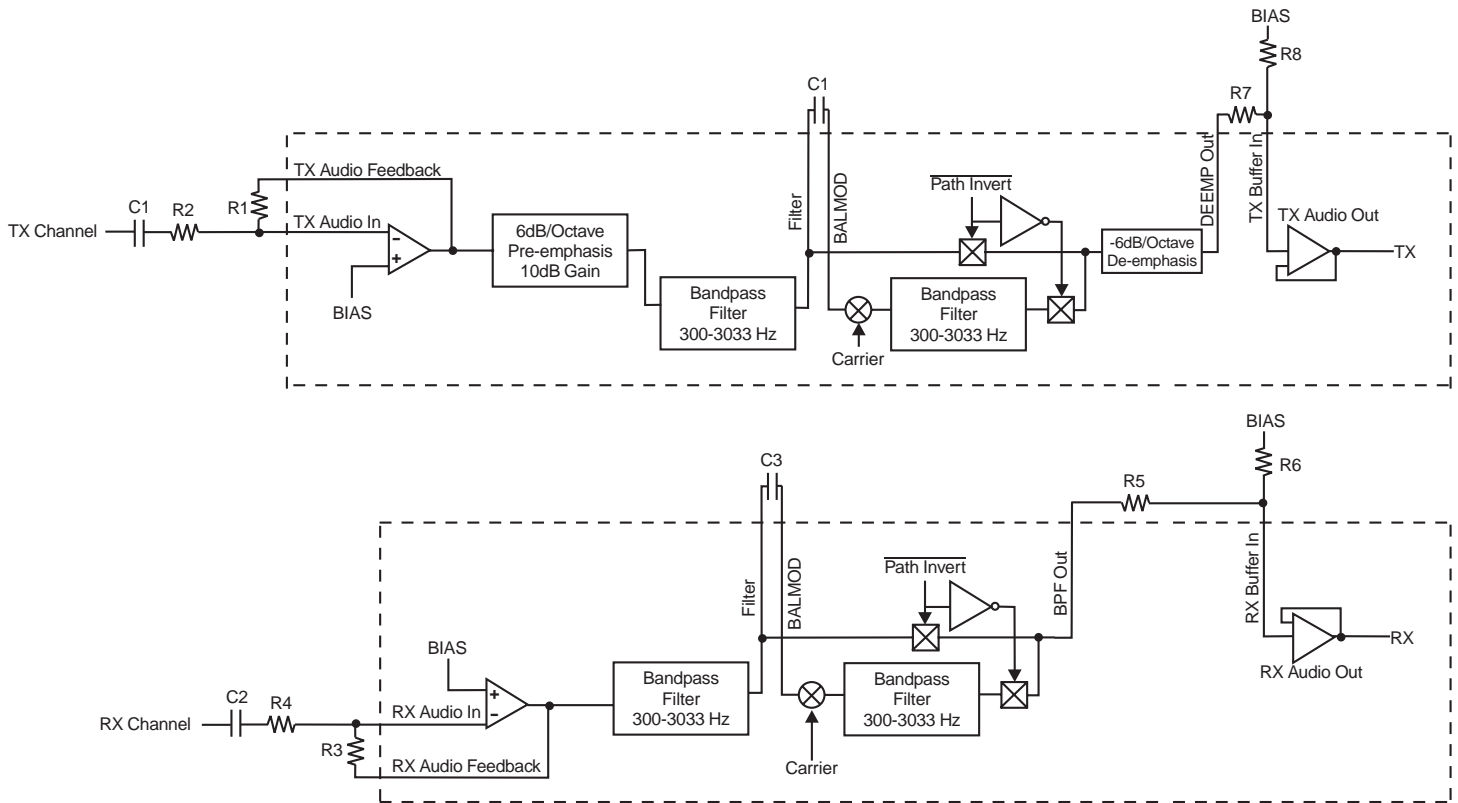 BIAS
R8
C1
R7
DEEMP Out
TX Buffer In
TX Audio Feedback
Filter
BALMOD
Path Invert
TX Channel
C1
R2
R1
TX Audio In
-
+
BIAS
6dB/Octave
Pre-emphasis
10dB Gain
Bandpass
Filter
300-3033 Hz
Carrier
Bandpass
Filter
300-3033 Hz
-6dB/Octave
De-emphasis
TX Audio Out
TX
BIAS
R6
C3
R5
Filter
BALMOD
Path Invert
BPF Out
RX Buffer In
BIAS
+
-
RX Channel
C2
R4
R3
RX Audio In
RX Audio Feedback
Bandpass
Filter
300-3033 Hz
Carrier
Bandpass
Filter
300-3033 Hz
RX
RX Audio Out